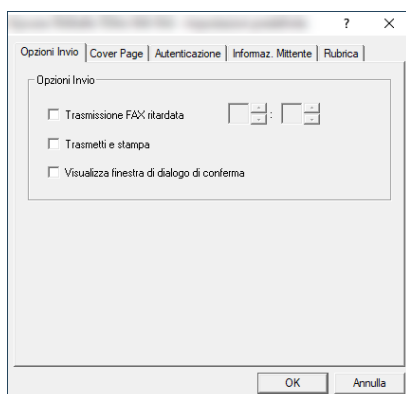 Opzioni Invio Cover Page Autenticazione Informaz. Mittente Rubrica
Opzioni Invio
Trasmissione FAX ritardata :
Trasmetti e stampa
Visualizza finestra di dialogo di conferma
OK Annulla